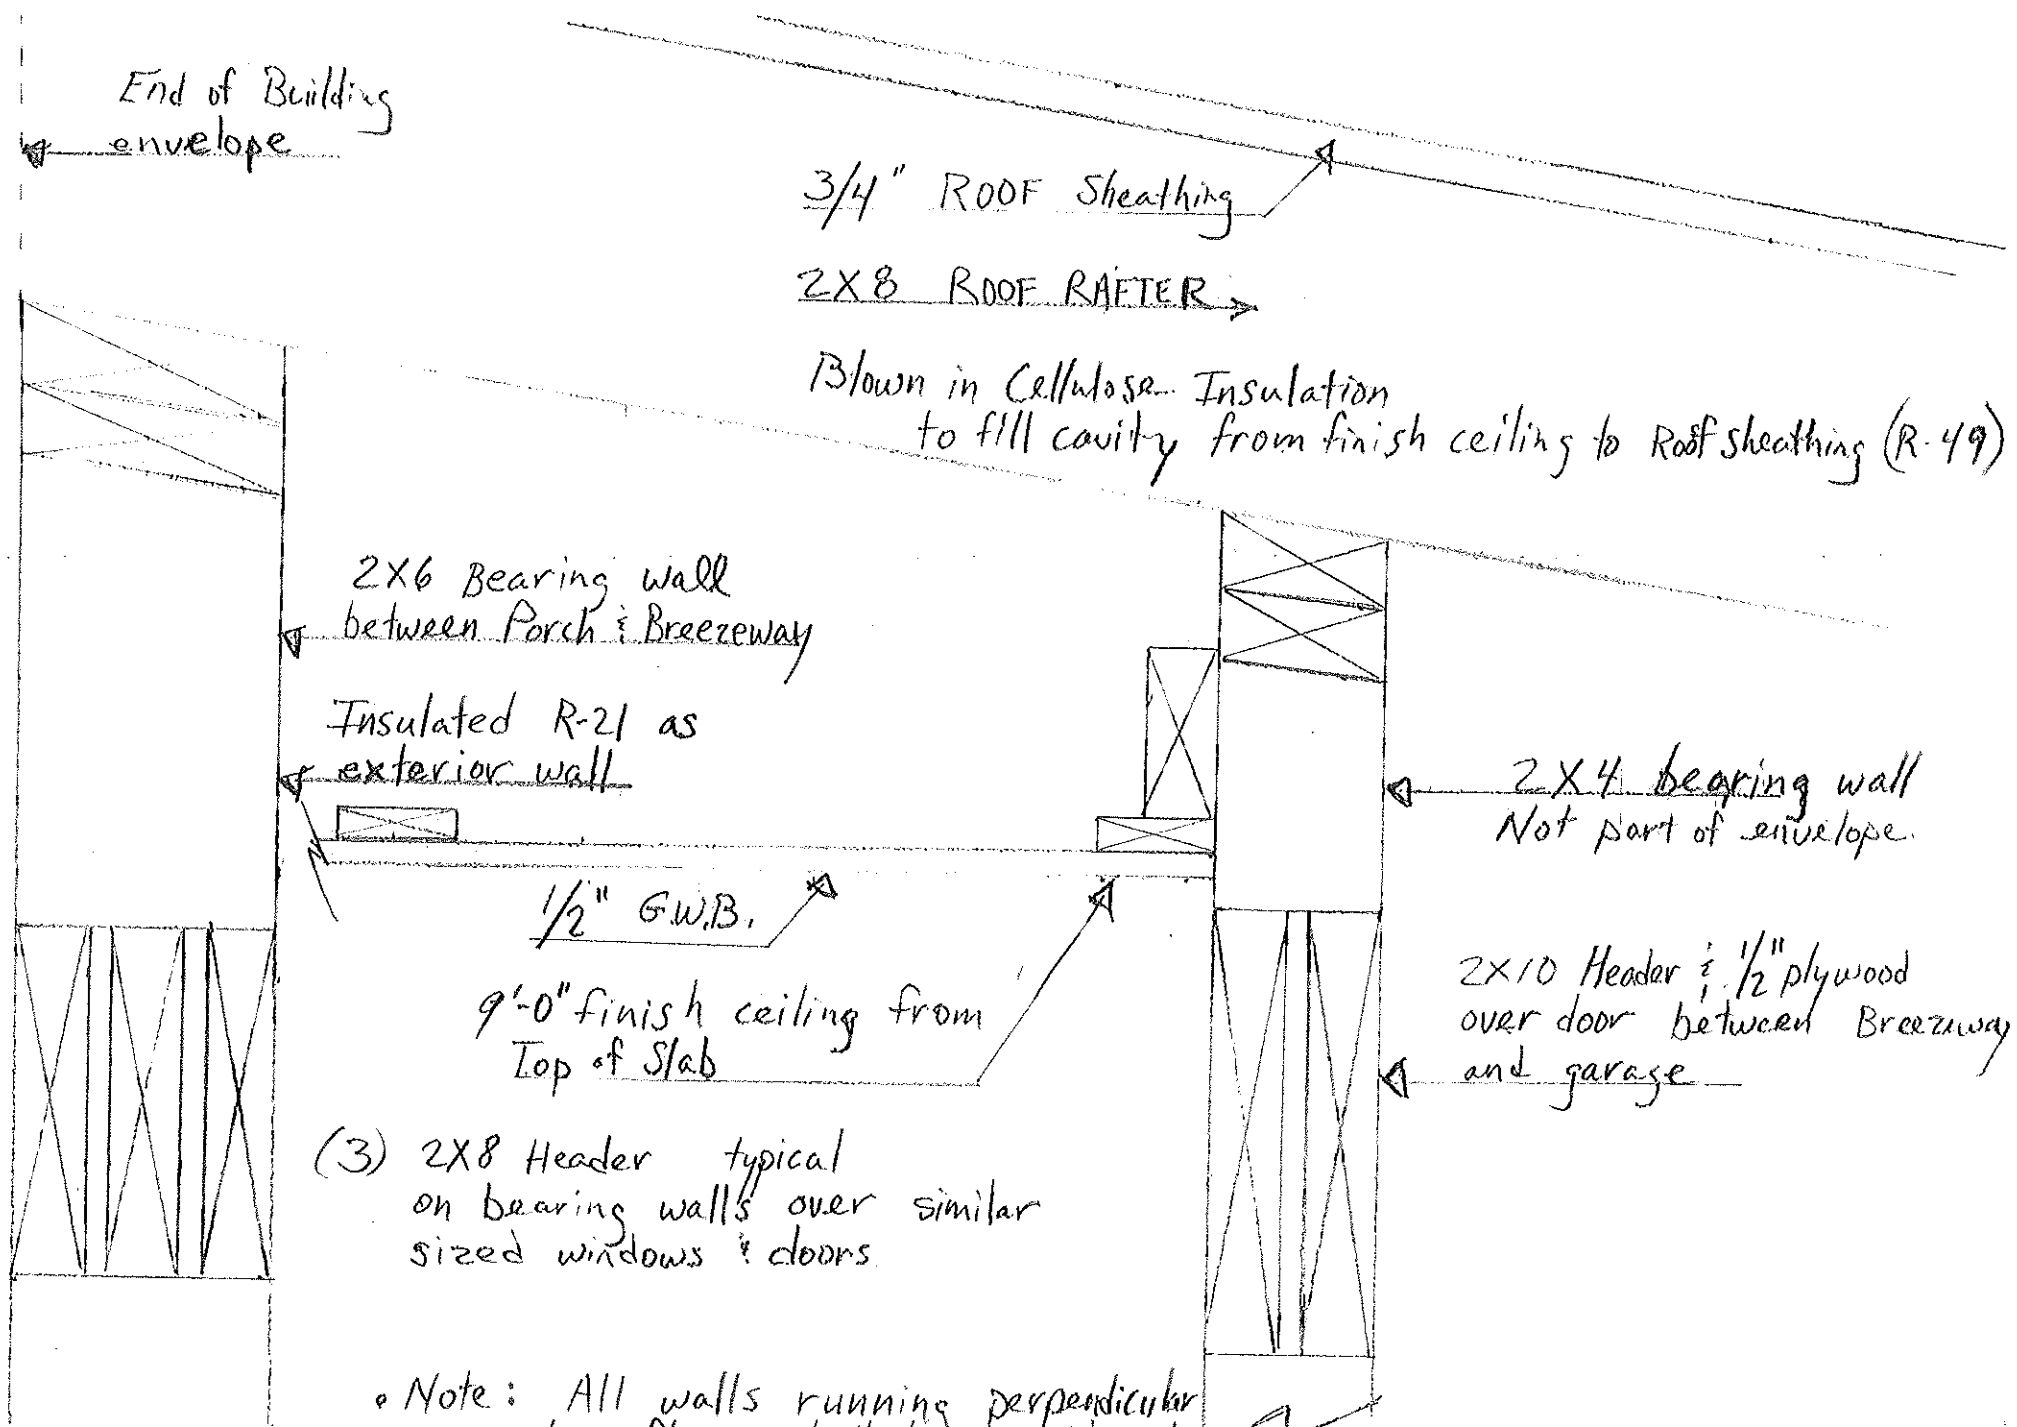 End of Building
envelope
3/4" ROOF Sheathing
2X8 ROOF RAFTER
Blown in Cellulose Insulation
to fill cavity from finish ceiling to Roof sheathing (R-49)
2X6 Bearing wall
between Porch & Breezeway
Insulated R-21 as
exterior wall
2X4 bearing wall
Not part of envelope.
1/2" G.W.B.
9'-0" finish ceiling from
Top of Slab
2X10 Header & 1/2" plywood
over door between Breezeway
and garage
(3) 2X8 Header typical
on bearing walls over similar
sized windows & doors
• Note: All walls running perpendicular